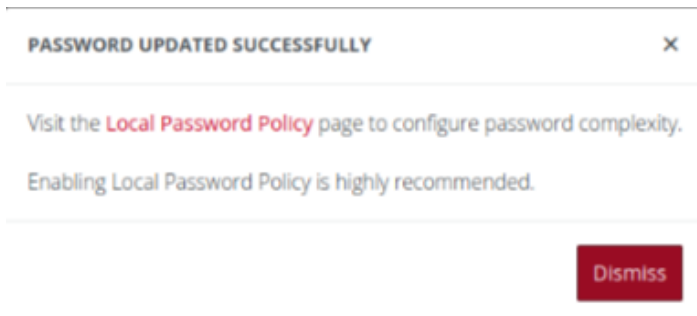 PASSWORD UPDATED SUCCESSFULLY ×
Visit the Local Password Policy page to configure password complexity.
Enabling Local Password Policy is highly recommended.
Dismiss